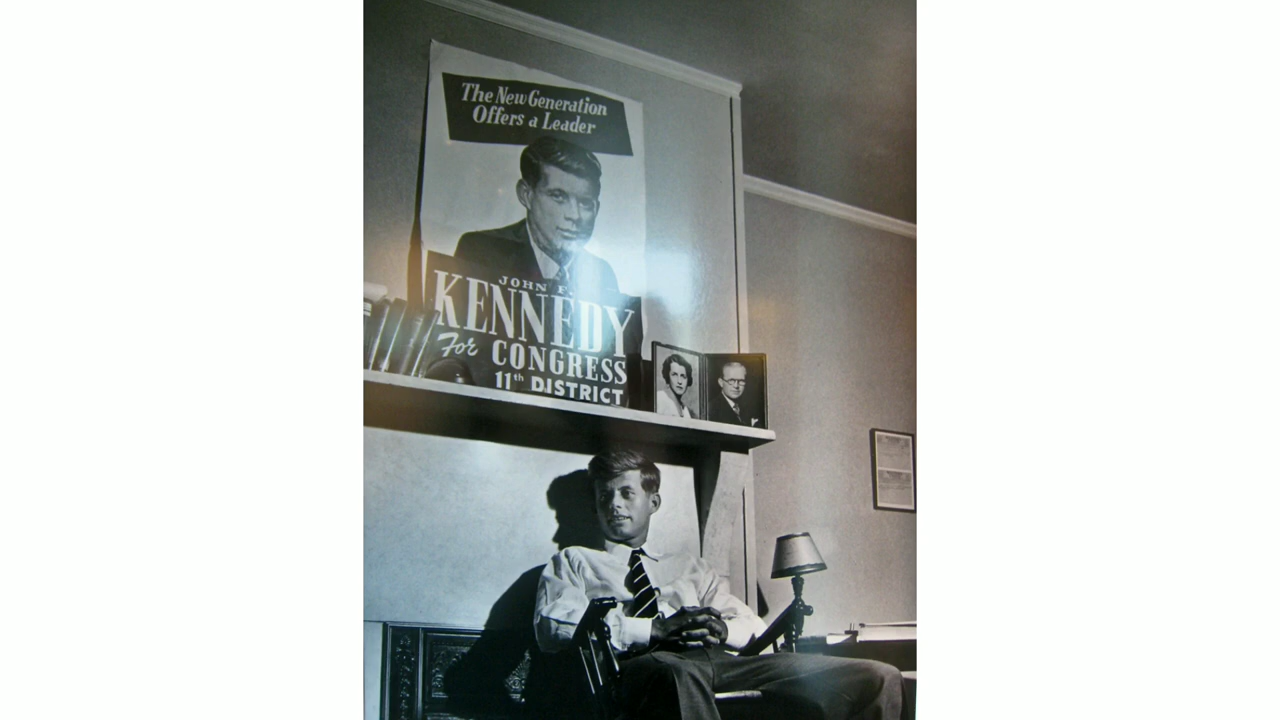 The New Generation
Offers a Leader
JOHN F.
KENNEDY
For CONGRESS
11th DISTRICT